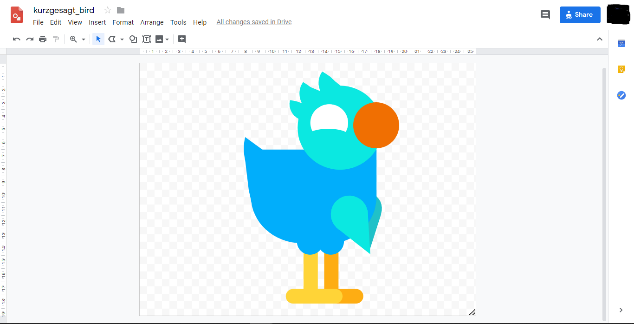 kurzgesagt_bird
File Edit View Insert Format Arrange Tools Help All changes saved in Drive
Share